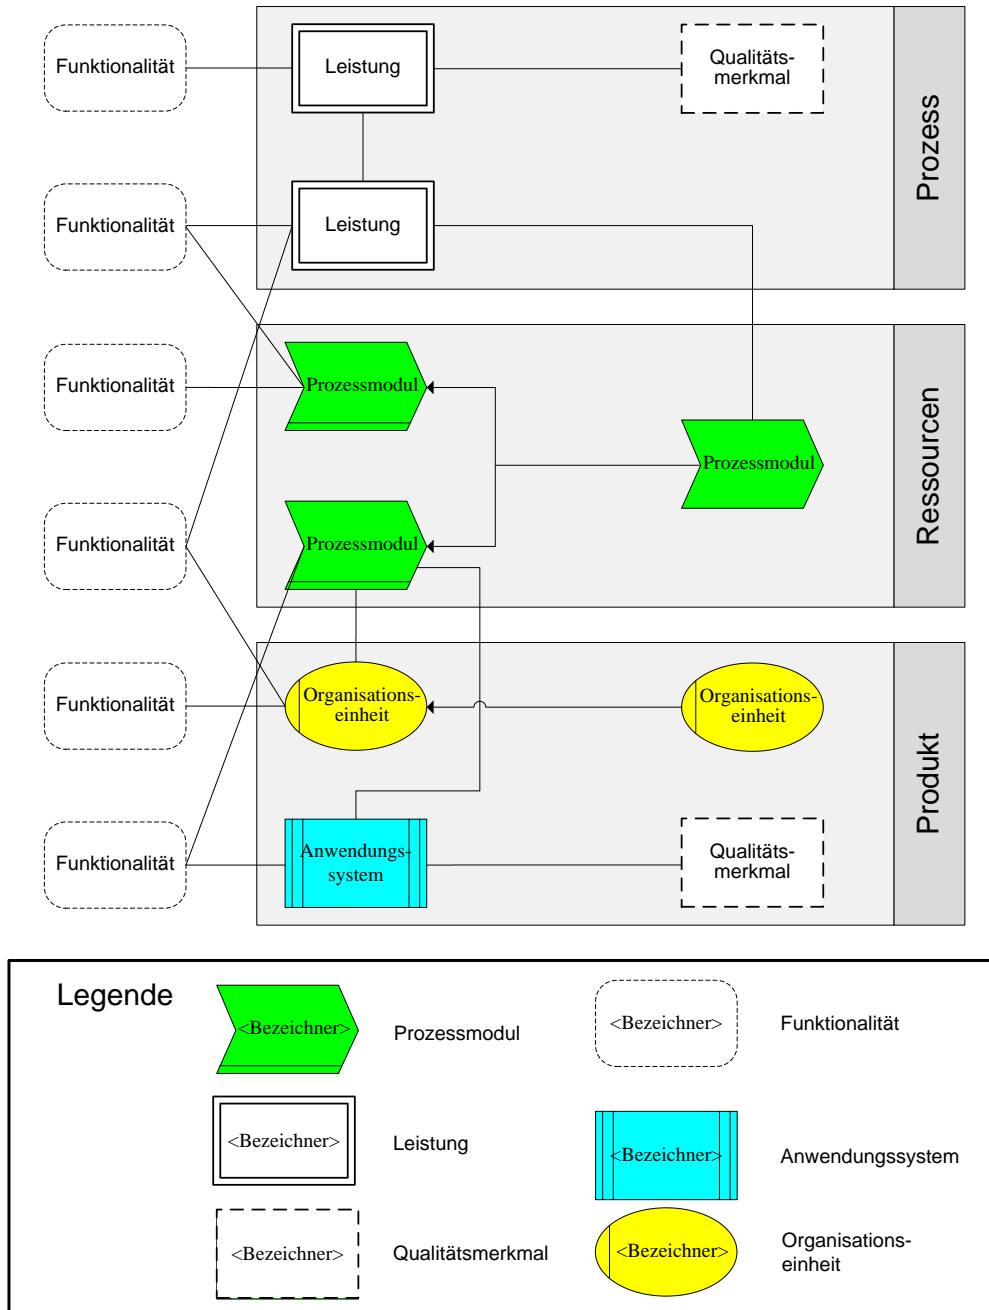 Funktionalität
Leistung
Qualitäts-
merkmal
Prozess
Funktionalität
Leistung
Funktionalität
Prozessmodul
Prozessmodul
Ressourcen
Funktionalität
Prozessmodul
Funktionalität
Organisations-
einheit
Organisations-
einheit
Produkt
Funktionalität
Anwendungs-
system
Qualitäts-
merkmal
Legende
<Bezeichner>
Prozessmodul
<Bezeichner>
Funktionalität
<Bezeichner>
Leistung
<Bezeichner>
Anwendungssystem
<Bezeichner>
Qualitätsmerkmal
<Bezeichner>
Organisations-
einheit